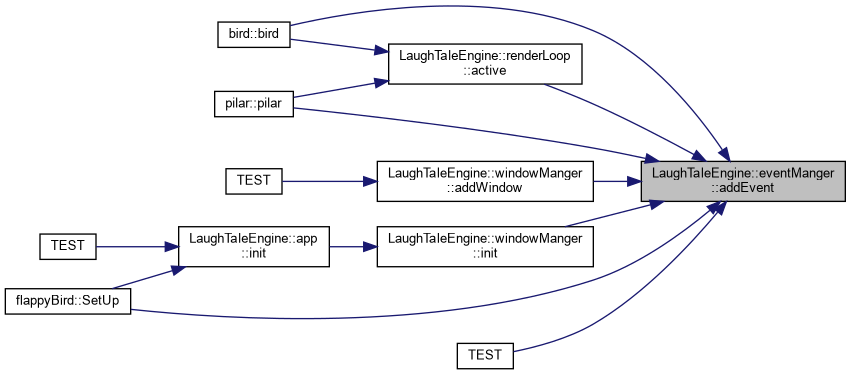 bird::bird
LaughTaleEngine::renderLoop
::active
pilar::pilar
LaughTaleEngine::eventManger
::addEvent
TEST
LaughTaleEngine::windowManger
::addWindow
TEST
LaughTaleEngine::app
::init
LaughTaleEngine::windowManger
::init
flappyBird::SetUp
TEST